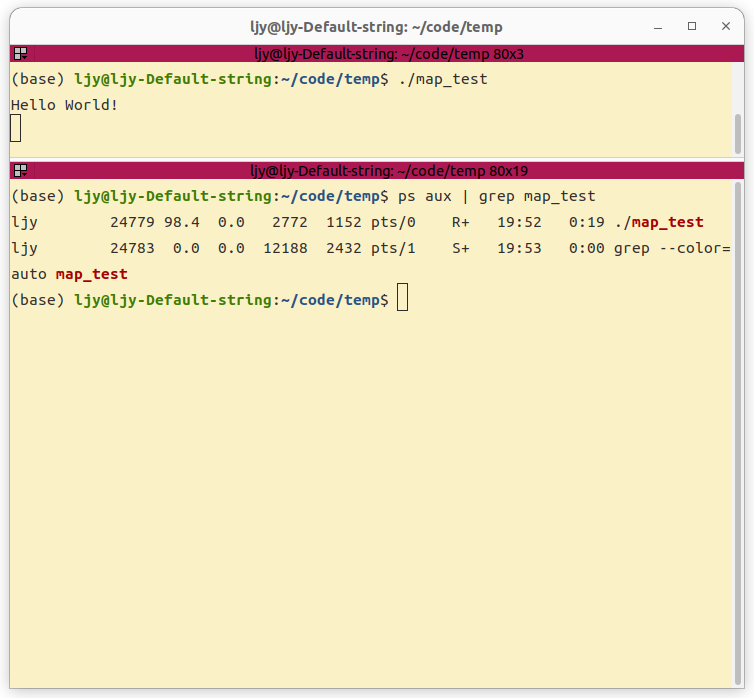 ljy@ljy-Default-string: ~/code/temp
ljy@ljy-Default-string: ~/code/temp 80x3
(base) ljy@ljy-Default-string:~/code/temp$ ./map_test
Hello World!
ljy@ljy-Default-string: ~/code/temp 80x19
(base) ljy@ljy-Default-string:~/code/temp$ ps aux | grep map_test
ljy        24779 98.4  0.0   2772  1152 pts/0    R+   19:52   0:19 ./map_test
ljy        24783  0.0  0.0  12188  2432 pts/1    S+   19:53   0:00 grep --color=
auto map_test
(base) ljy@ljy-Default-string:~/code/temp$